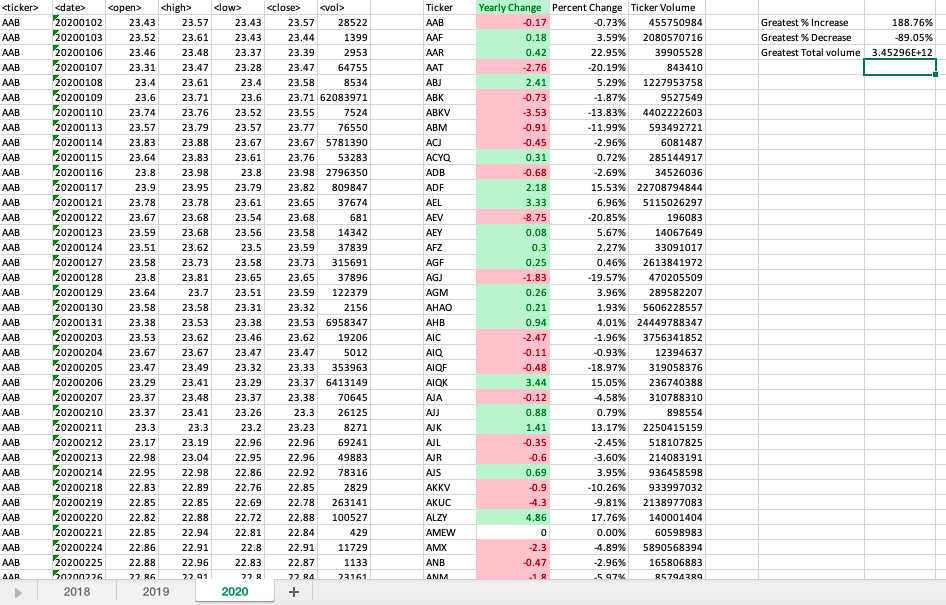 <ticker> <date> <open> <high> <low> <close> <vol> Ticker Yearly Change Percent Change Ticker Volume
AAB 20200102 23.43 23.57 23.43 23.57 28522 AAB -0.17 -0.73% 455750984 Greatest % Increase 188.76%
AAB 20200103 23.52 23.61 23.43 23.44 1399 AAF 0.18 3.59% 2080570716 Greatest % Decrease -89.05%
AAB 20200106 23.46 23.48 23.37 23.39 2953 AAR 0.42 22.95% 39905528 Greatest Total volume 3.45296E+12
AAB 20200107 23.31 23.47 23.28 23.47 64755 AAT -2.76 -20.19% 843410
AAB 20200108 23.4 23.61 23.4 23.58 8534 ABJ 2.41 5.29% 1227953758
AAB 20200109 23.6 23.71 23.6 23.71 62083971 ABK -0.73 -1.87% 9527549
AAB 20200110 23.74 23.76 23.52 23.55 7524 ABKV -3.53 -13.83% 4402222603
AAB 20200113 23.57 23.79 23.57 23.77 76550 ABM -0.91 -11.99% 593492721
AAB 20200114 23.83 23.88 23.67 23.67 5781390 ACJ -0.45 -2.96% 6081487
AAB 20200115 23.64 23.83 23.61 23.76 53283 ACYQ 0.31 0.72% 285144917
AAB 20200116 23.8 23.98 23.8 23.98 2796350 ADB -0.68 -2.69% 34526036
AAB 20200117 23.9 23.95 23.79 23.82 809847 ADF 2.18 15.53% 22708794844
AAB 20200121 23.78 23.78 23.61 23.65 37674 AEL 3.33 6.96% 5115026297
AAB 20200122 23.67 23.68 23.54 23.68 681 AEV -8.75 -20.85% 196083
AAB 20200123 23.59 23.68 23.56 23.58 14342 AEY 0.08 5.67% 14067649
AAB 20200124 23.51 23.62 23.5 23.59 37839 AFZ 0.3 2.27% 33091017
AAB 20200127 23.58 23.73 23.58 23.73 315691 AGF 0.25 0.46% 2613841972
AAB 20200128 23.8 23.81 23.65 23.65 37896 AGJ -1.83 -19.57% 470205509
AAB 20200129 23.64 23.7 23.51 23.59 122379 AGM 0.26 3.96% 289582207
AAB 20200130 23.58 23.58 23.31 23.32 2156 AHAO 0.21 1.93% 5606228557
AAB 20200131 23.38 23.53 23.38 23.53 6958347 AHB 0.94 4.01% 24449788347
AAB 20200203 23.53 23.62 23.46 23.62 19206 AIC -2.47 -1.96% 3756341852
AAB 20200204 23.67 23.67 23.47 23.47 5012 AIQ -0.11 -0.93% 12394637
AAB 20200205 23.47 23.49 23.32 23.33 353963 AIQF -0.48 -18.97% 319058376
AAB 20200206 23.29 23.41 23.29 23.37 6413149 AIQK 3.44 15.05% 236740388
AAB 20200207 23.37 23.48 23.37 23.38 70645 AJA -0.12 -4.58% 310788310
AAB 20200210 23.37 23.41 23.26 23.3 26125 AJJ 0.88 0.79% 898554
AAB 20200211 23.3 23.3 23.2 23.23 8271 AJK 1.41 13.17% 2250415159
AAB 20200212 23.17 23.19 22.96 22.96 69241 AJL -0.35 -2.45% 518107825
AAB 20200213 22.98 23.04 22.95 22.96 49883 AJR -0.6 -3.60% 214083191
AAB 20200214 22.95 22.98 22.86 22.92 78316 AJS 0.69 3.95% 936458598
AAB 20200218 22.83 22.89 22.76 22.85 2829 AKKV -0.9 -10.26% 933997032
AAB 20200219 22.85 22.85 22.69 22.78 263141 AKUC -4.3 -9.81% 2138977083
AAB 20200220 22.82 22.88 22.72 22.88 100527 ALZY 4.86 17.76% 140001404
AAB 20200221 22.85 22.94 22.81 22.84 429 AMEW 0 0.00% 60598983
AAB 20200224 22.86 22.91 22.8 22.91 11729 AMX -2.3 -4.89% 5890568394
AAB 20200225 22.88 22.96 22.83 22.87 1133 ANB -0.47 -2.96% 165806883
AAB 20200226 22.86 22.91 22.8 22.84 23161 ANM -1.8 -5.97% 85794389
2018 2019 2020 +